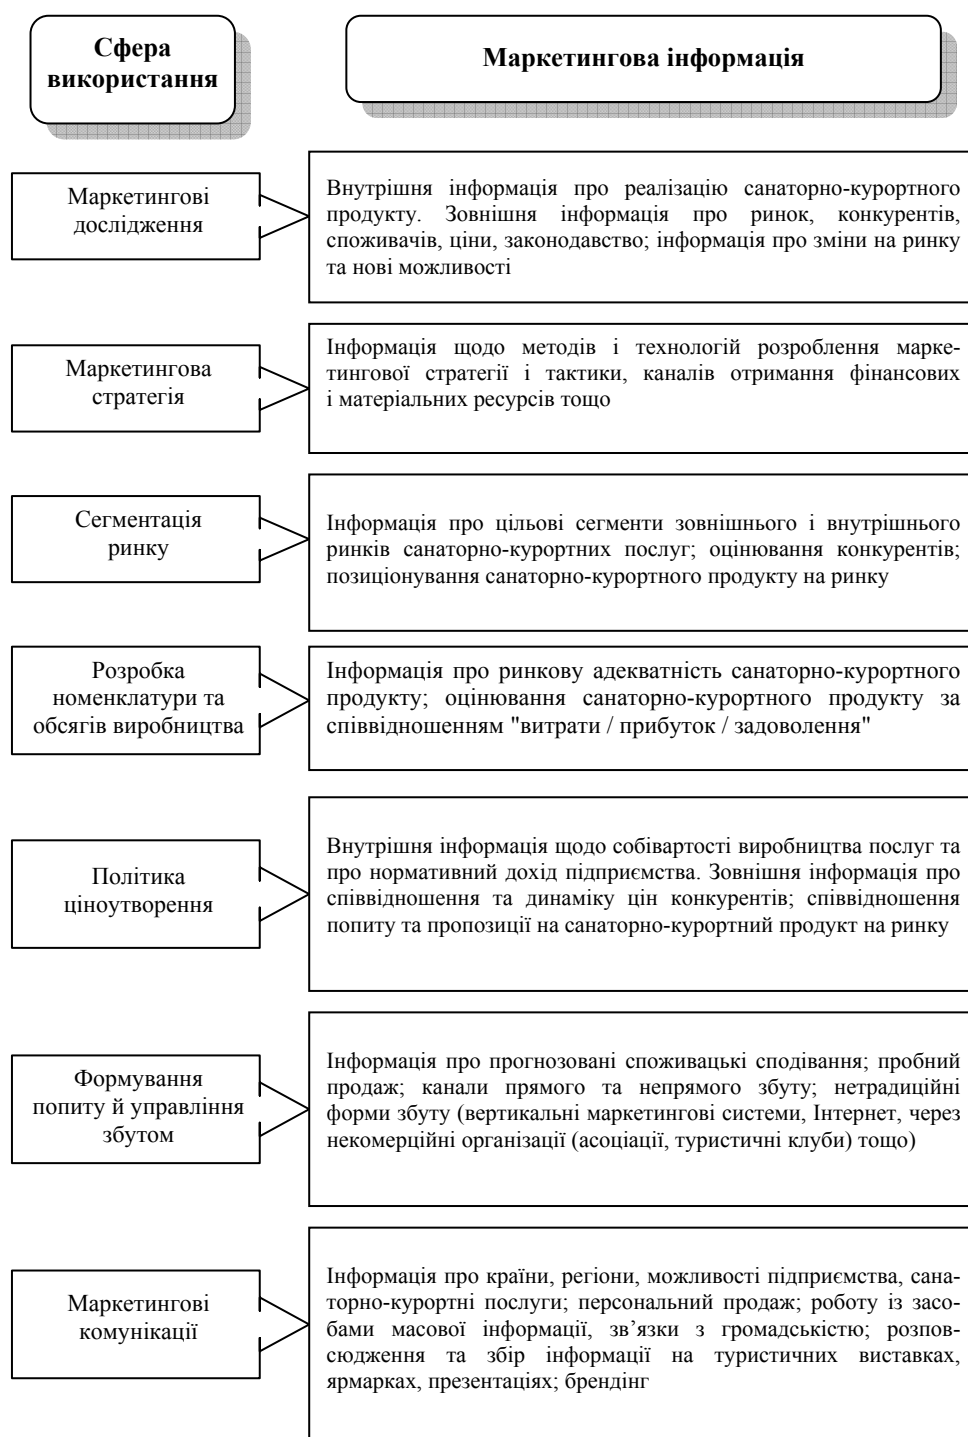 Сфера
використання
Маркетингова інформація
Маркетингові
дослідження
Внутрішня інформація про реалізацію санаторно-курортного
продукту. Зовнішня інформація про ринок, конкурентів,
споживачів, ціни, законодавство; інформація про зміни на ринку
та нові можливості
Маркетингова
стратегія
Інформація щодо методів і технологій розроблення марке-
тингової стратегії і тактики, каналів отримання фінансових
і матеріальних ресурсів тощо
Сегментація
ринку
Інформація про цільові сегменти зовнішнього і внутрішнього
ринків санаторно-курортних послуг; оцінювання конкурентів;
позиціонування санаторно-курортного продукту на ринку
Розробка
номенклатури та
обсягів виробництва
Інформація про ринкову адекватність санаторно-курортного
продукту; оцінювання санаторно-курортного продукту за
співвідношенням "витрати / прибуток / задоволення"
Політика
ціноутворення
Внутрішня інформація щодо собівартості виробництва послуг та
про нормативний дохід підприємства. Зовнішня інформація про
співвідношення та динаміку цін конкурентів; співвідношення
попиту та пропозиції на санаторно-курортний продукт на ринку
Формування
попиту й управління
збутом
Інформація про прогнозовані споживацькі сподівання; пробний
продаж; канали прямого та непрямого збуту; нетрадиційні
форми збуту (вертикальні маркетингові системи, Інтернет, через
некомерційні організації (асоціації, туристичні клуби) тощо)
Маркетингові
комунікації
Інформація про країни, регіони, можливості підприємства, сана-
торно-курортні послуги; персональний продаж; роботу із засо-
бами масової інформації, зв’язки з громадськістю; розпов-
сюдження та збір інформації на туристичних виставках,
ярмарках, презентаціях; брендінг